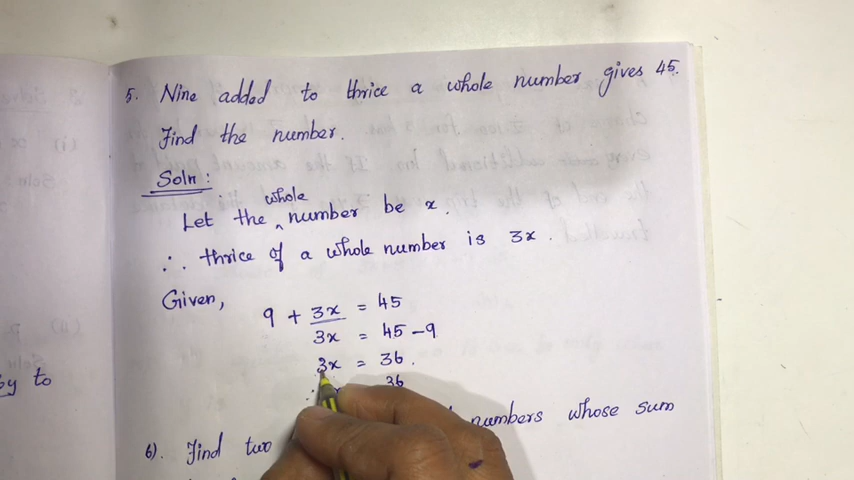 5. Nine added to thrice a whole number gives 45.
Find the number.
Soln :
whole
Let the ‸ number be x.
∴ thrice of a whole number is 3x.
Given,
9 + 3x = 45
3x = 45 - 9
3x = 36.
36
6). Find two numbers whose sum
by to